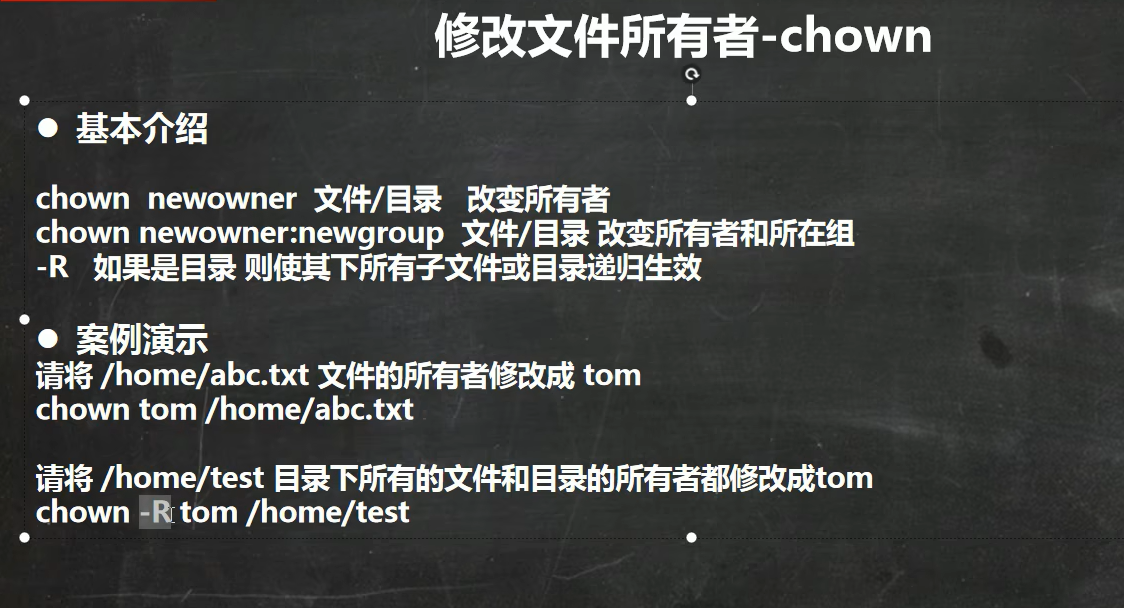 修改文件所有者-chown
● 基本介绍
chown newowner 文件/目录 改变所有者
chown newowner:newgroup 文件/目录 改变所有者和所在组
-R 如果是目录 则使其下所有子文件或目录递归生效
● 案例演示
请将 /home/abc.txt 文件的所有者修改成 tom
chown tom /home/abc.txt
请将 /home/test 目录下所有的文件和目录的所有者都修改成tom
chown -R tom /home/test